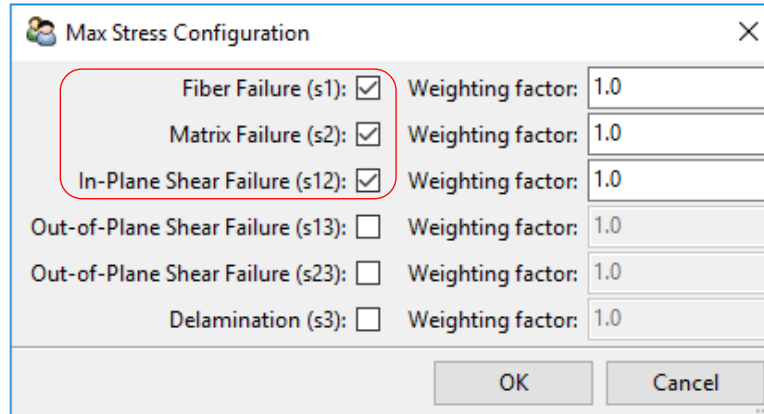 Max Stress Configuration
Fiber Failure (s1): Weighting factor: 1.0
Matrix Failure (s2): Weighting factor: 1.0
In-Plane Shear Failure (s12): Weighting factor: 1.0
Out-of-Plane Shear Failure (s13): Weighting factor: 1.0
Out-of-Plane Shear Failure (s23): Weighting factor: 1.0
Delamination (s3): Weighting factor: 1.0
OK Cancel